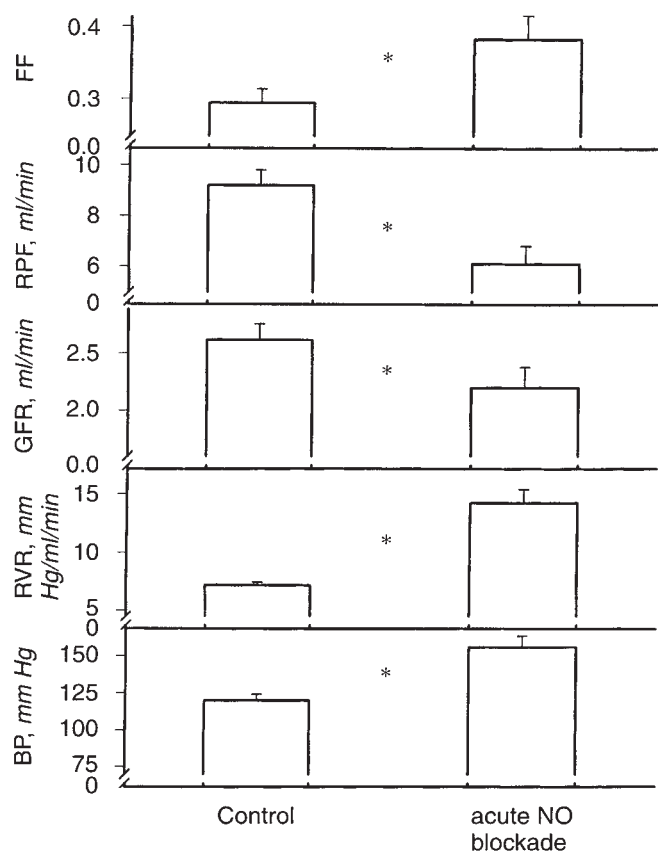 FF
0.4
0.3
0.0
*
RPF, ml/min
10
8
6
0
*
GFR, ml/min
2.5
2.0
0.0
*
RVR, mm
Hg/ml/min
15
10
5
0
*
BP, mm Hg
150
125
100
75
0
*
Control
acute NO
blockade